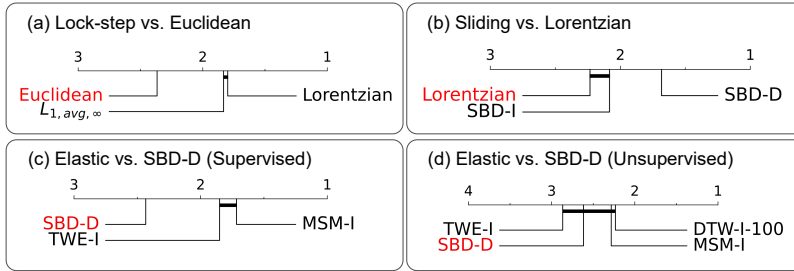 (a) Lock-step vs. Euclidean
3 2 1
Euclidean
Lorentzian
L1,avg,∞
(b) Sliding vs. Lorentzian
3 2 1
Lorentzian
SBD-D
SBD-I
(c) Elastic vs. SBD-D (Supervised)
3 2 1
SBD-D
MSM-I
TWE-I
(d) Elastic vs. SBD-D (Unsupervised)
4 3 2 1
TWE-I
DTW-I-100
SBD-D
MSM-I